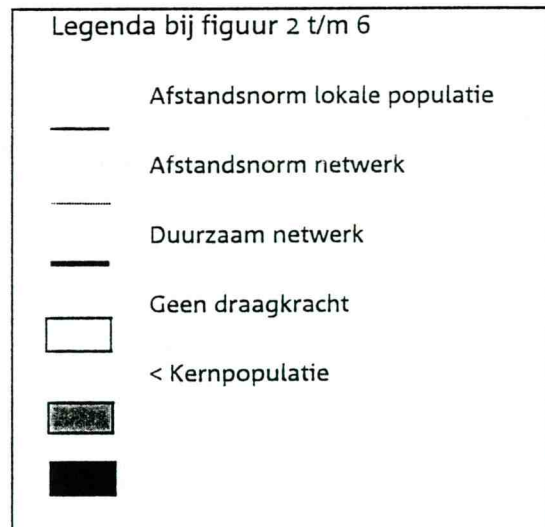 Legenda bij figuur 2 t/m 6
Afstandsnorm lokale populatie
Afstandsnorm netwerk
Duurzaam netwerk
Geen draagkracht
< Kernpopulatie